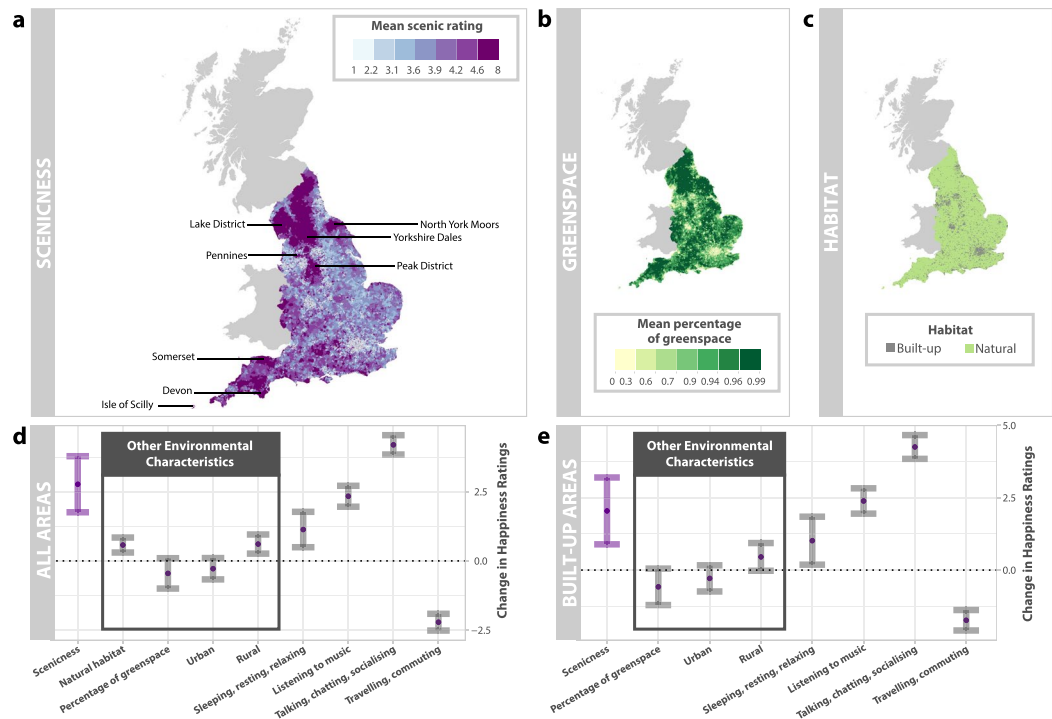 a
SCENICNESS
Mean scenic rating
1 2.2 3.1 3.6 3.9 4.2 4.6 8
Lake District
North York Moors
Yorkshire Dales
Pennines
Peak District
Somerset
Devon
Isle of Scilly
b
GREENSPACE
Mean percentage
of greenspace
0 0.3 0.6 0.7 0.9 0.94 0.96 0.99
c
HABITAT
Habitat
Built-up Natural
d
ALL AREAS
Other Environmental
Characteristics
2.5
0.0
−2.5
Change in Happiness Ratings
Scenicness
Natural habitat
Percentage of greenspace
Urban
Rural
Sleeping, resting, relaxing
Listening to music
Talking, chatting, socialising
Travelling, commuting
e
BUILT-UP AREAS
Other Environmental
Characteristics
5.0
2.5
0.0
Change in Happiness Ratings
Scenicness
Percentage of greenspace
Urban
Rural
Sleeping, resting, relaxing
Listening to music
Talking, chatting, socialising
Travelling, commuting